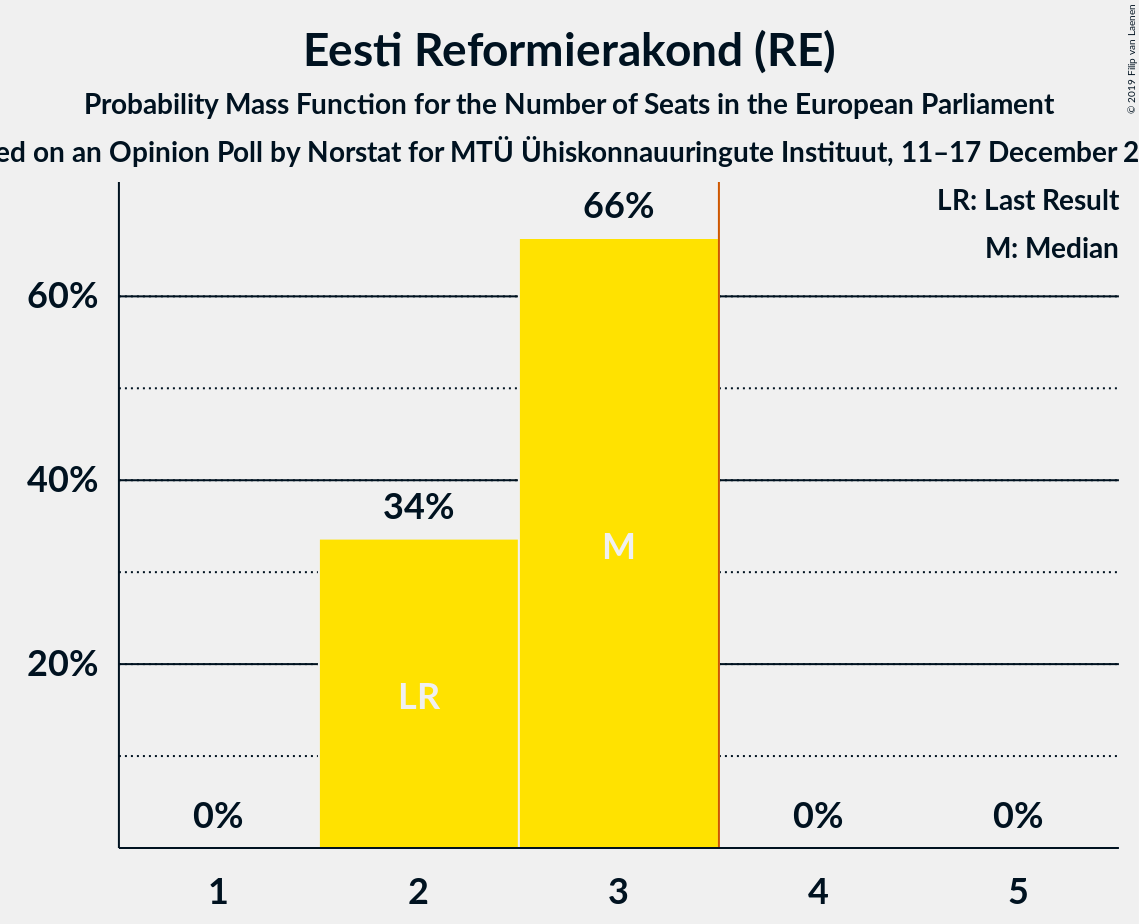 Eesti Reformierakond (RE)
Probability Mass Function for the Number of Seats in the European Parliament
on an Opinion Poll by Norstat for MTÜ Ühiskonnauuringute Instituut, 11–17 December
© 2019 Filip van Laenen
LR: Last Result
M: Median
66%
60%
40%
34%
M
20%
LR
0%
0%
0%
1
2
3
4
5